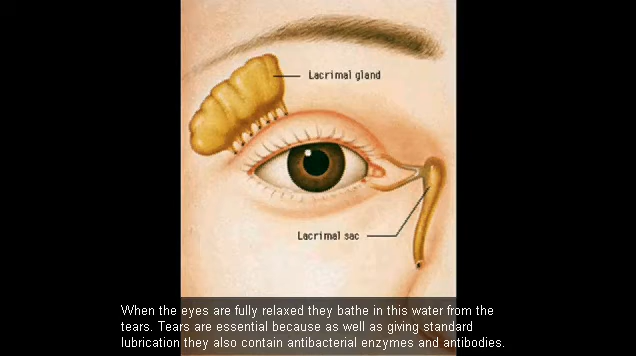 Lacrimal gland
Lacrimal sac
When the eyes are fully relaxed they bathe in this water from the
tears. Tears are essential because as well as giving standard
lubrication they also contain antibacterial enzymes and antibodies.